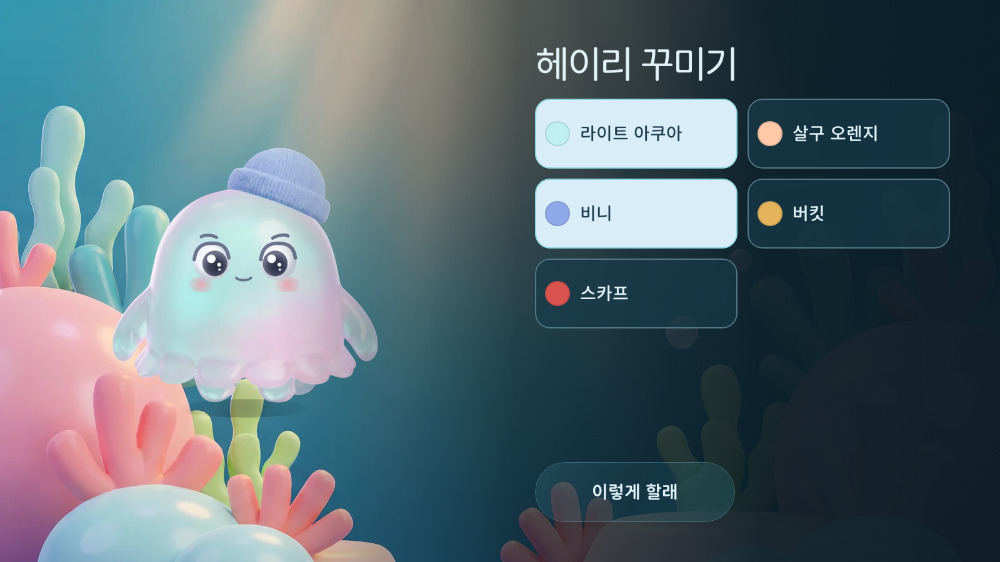 헤이리 꾸미기
라이트 아쿠아
살구 오렌지
비니
버킷
스카프
이렇게 할래